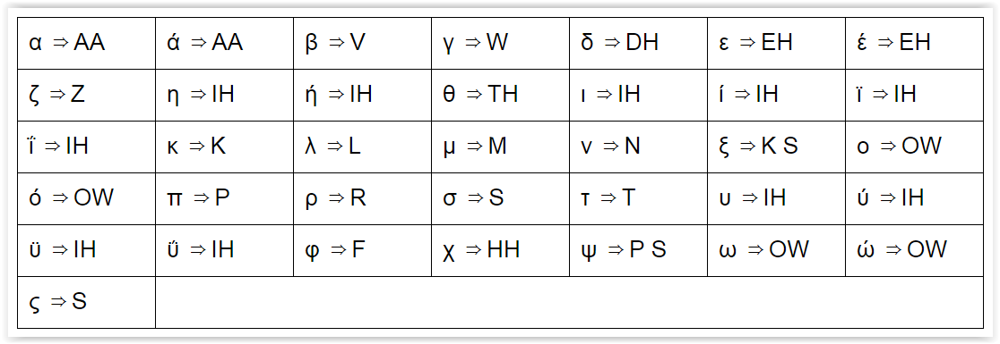 α ⇒ AA ά ⇒ AA β ⇒ V γ ⇒ W δ ⇒ DH ε ⇒ EH έ ⇒ EH
ζ ⇒ Z η ⇒ IH ή ⇒ IH θ ⇒ TH ι ⇒ IH ί ⇒ IH ϊ ⇒ IH
ΐ ⇒ IH κ ⇒ K λ ⇒ L μ ⇒ M ν ⇒ N ξ ⇒ K S ο ⇒ OW
ό ⇒ OW π ⇒ P ρ ⇒ R σ ⇒ S τ ⇒ T υ ⇒ IH ύ ⇒ IH
ϋ ⇒ IH ΰ ⇒ IH φ ⇒ F χ ⇒ HH ψ ⇒ P S ω ⇒ OW ώ ⇒ OW
ς ⇒ S